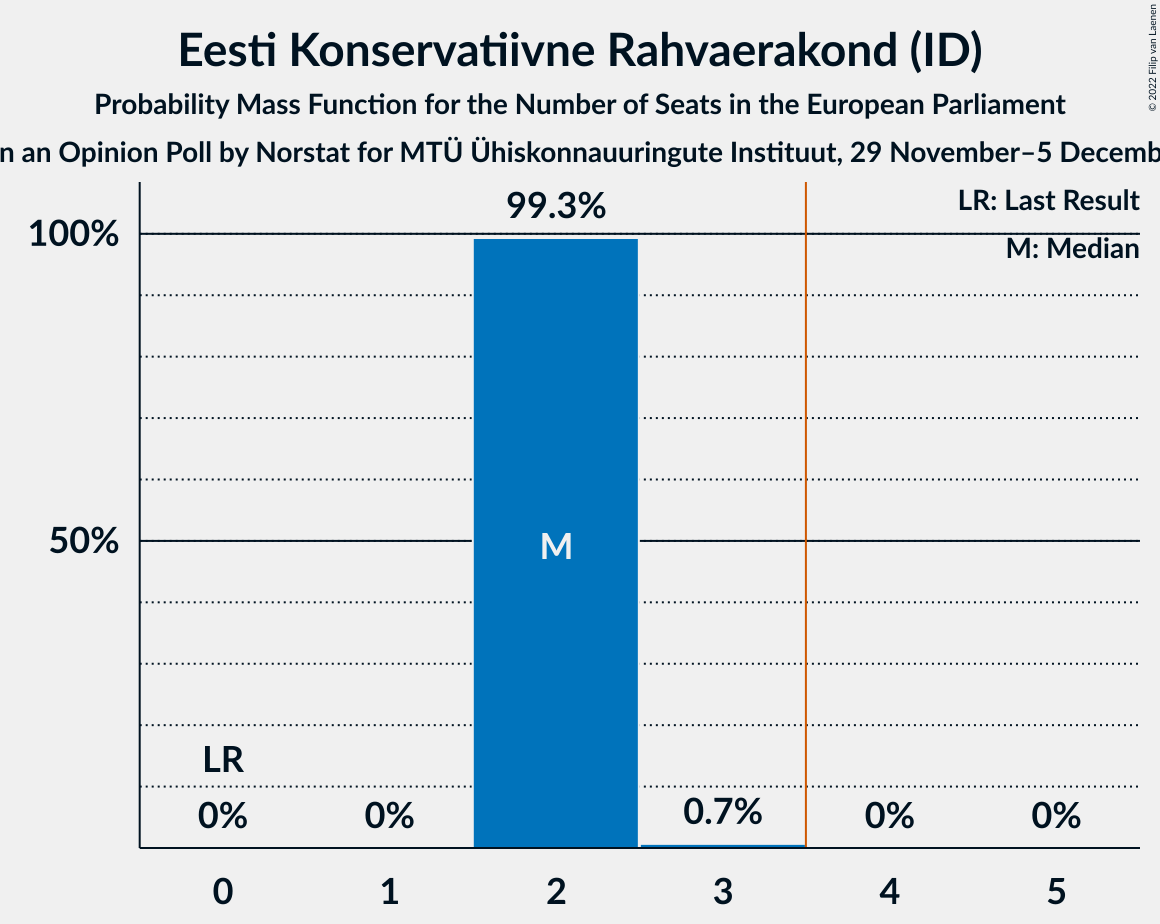 Eesti Konservatiivne Rahvaerakond (ID)
Probability Mass Function for the Number of Seats in the European Parliament
an Opinion Poll by Norstat for MTÜ Ühiskonnauuringute Instituut, 29 November–5
© 2022 Filip van Laenen
LR: Last Result
M: Median
99.3%
100%
50%
M
LR
0%
0%
0.7%
0%
0%
0
1
2
3
4
5